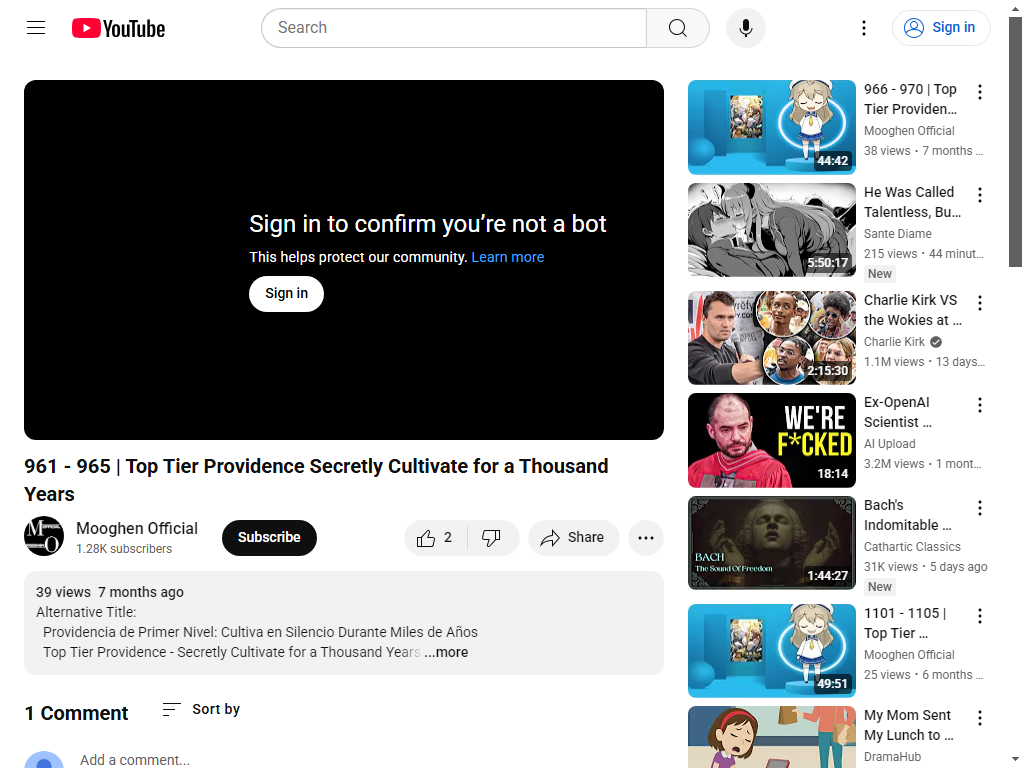 YouTube
Search
Sign in
Sign in to confirm you're not a bot
This helps protect our community. Learn more
Sign in
961 - 965 | Top Tier Providence Secretly Cultivate for a Thousand
Years
Mooghen Official
1.28K subscribers
Subscribe
2
Share
39 views 7 months ago
Alternative Title:
Providencia de Primer Nivel: Cultiva en Silencio Durante Miles de Años
Top Tier Providence - Secretly Cultivate for a Thousand Years ...more
1 Comment
Sort by
Add a comment...
44:42
966 - 970 | Top
Tier Providen...
Mooghen Official
38 views • 7 months ...
5:50:17
He Was Called
Talentless, Bu...
Sante Diame
215 views • 44 minut...
New
2:15:30
Charlie Kirk VS
the Wokies at ...
Charlie Kirk
1.1M views • 13 days...
WE'RE
F*CKED
18:14
Ex-OpenAI
Scientist ...
AI Upload
3.2M views • 1 mont...
BACH
The Sound Of Freedom
1:44:27
Bach's
Indomitable ...
Cathartic Classics
31K views • 5 days ago
New
49:51
1101 - 1105 |
Top Tier ...
Mooghen Official
25 views • 6 months ...
My Mom Sent
My Lunch to ...
DramaHub